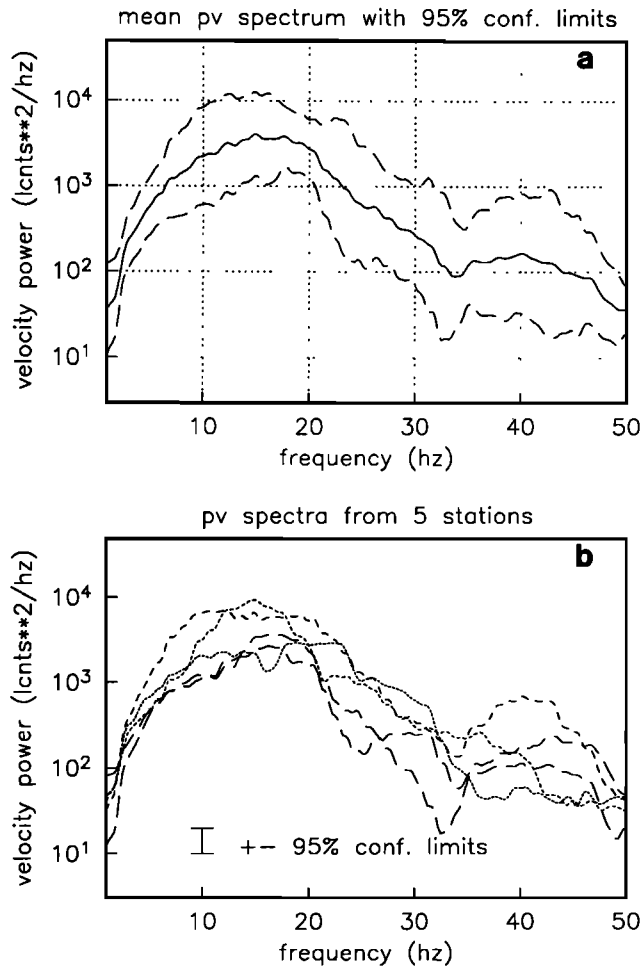 mean pv spectrum with 95% conf. limits
a
velocity power (lcnts**2/hz)
10^4
10^3
10^2
10^1
10 20 30 40 50
frequency (hz)
pv spectra from 5 stations
b
velocity power (lcnts**2/hz)
10^4
10^3
10^2
10^1
+- 95% conf. limits
10 20 30 40 50
frequency (hz)